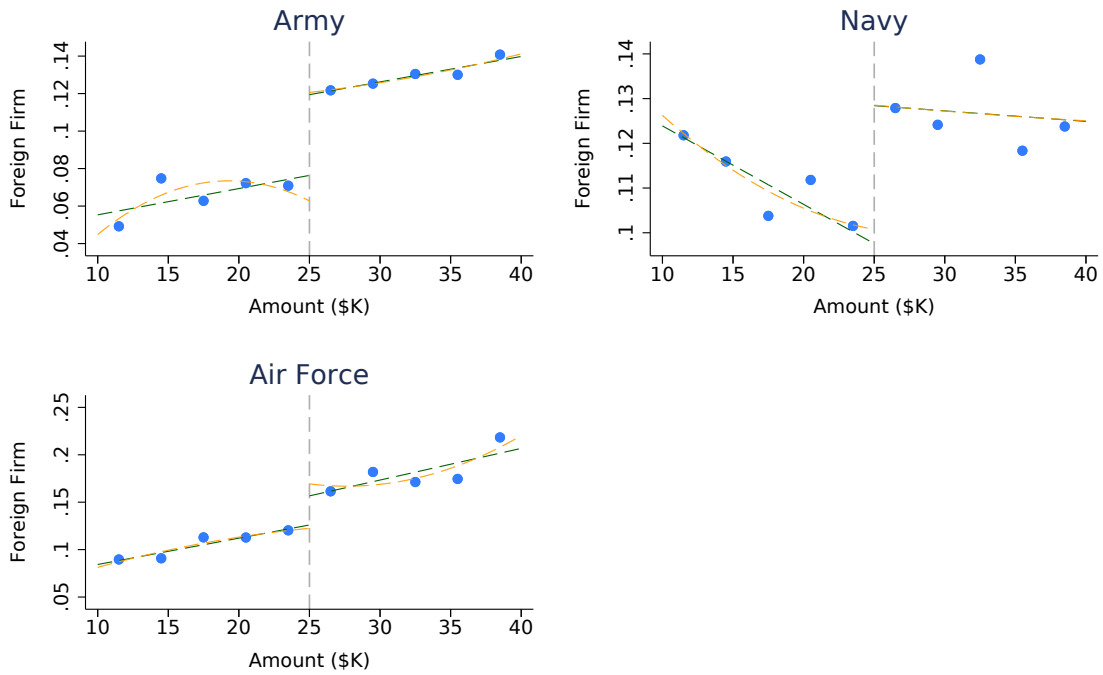 Army
Foreign Firm
.04 .06 .08 .1 .12 .14
10 15 20 25 30 35 40
Amount ($K)
Navy
Foreign Firm
.1 .11 .12 .13 .14
10 15 20 25 30 35 40
Amount ($K)
Air Force
Foreign Firm
.05 .1 .15 .2 .25
10 15 20 25 30 35 40
Amount ($K)